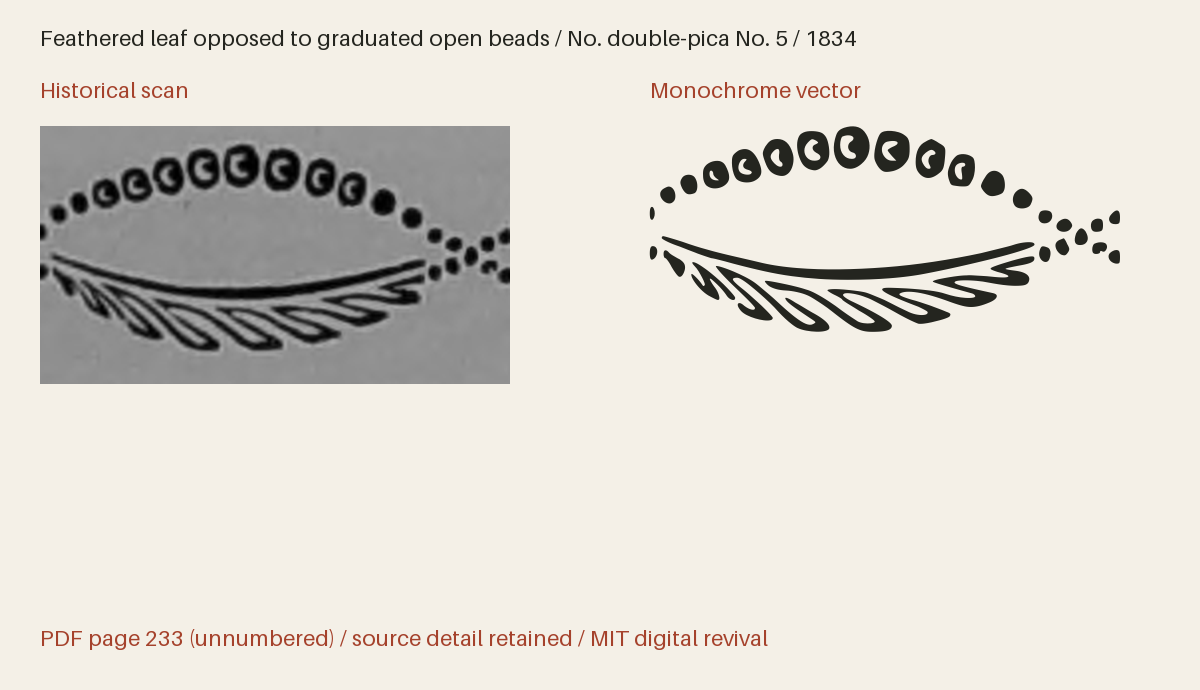 Feathered leaf opposed to graduated open beads / No. double-pica No. 5 / 1834
Historical scan
Monochrome vector
PDF page 233 (unnumbered) / source detail retained / MIT digital revival